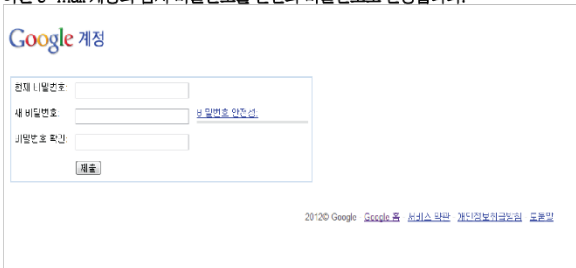 Google 계정
현재 비밀번호:
새 비밀번호: 비밀번호 안전성:
비밀번호 확인:
제출
2012© Google Google 홈 서비스 약관 개인정보취급방침 도움말